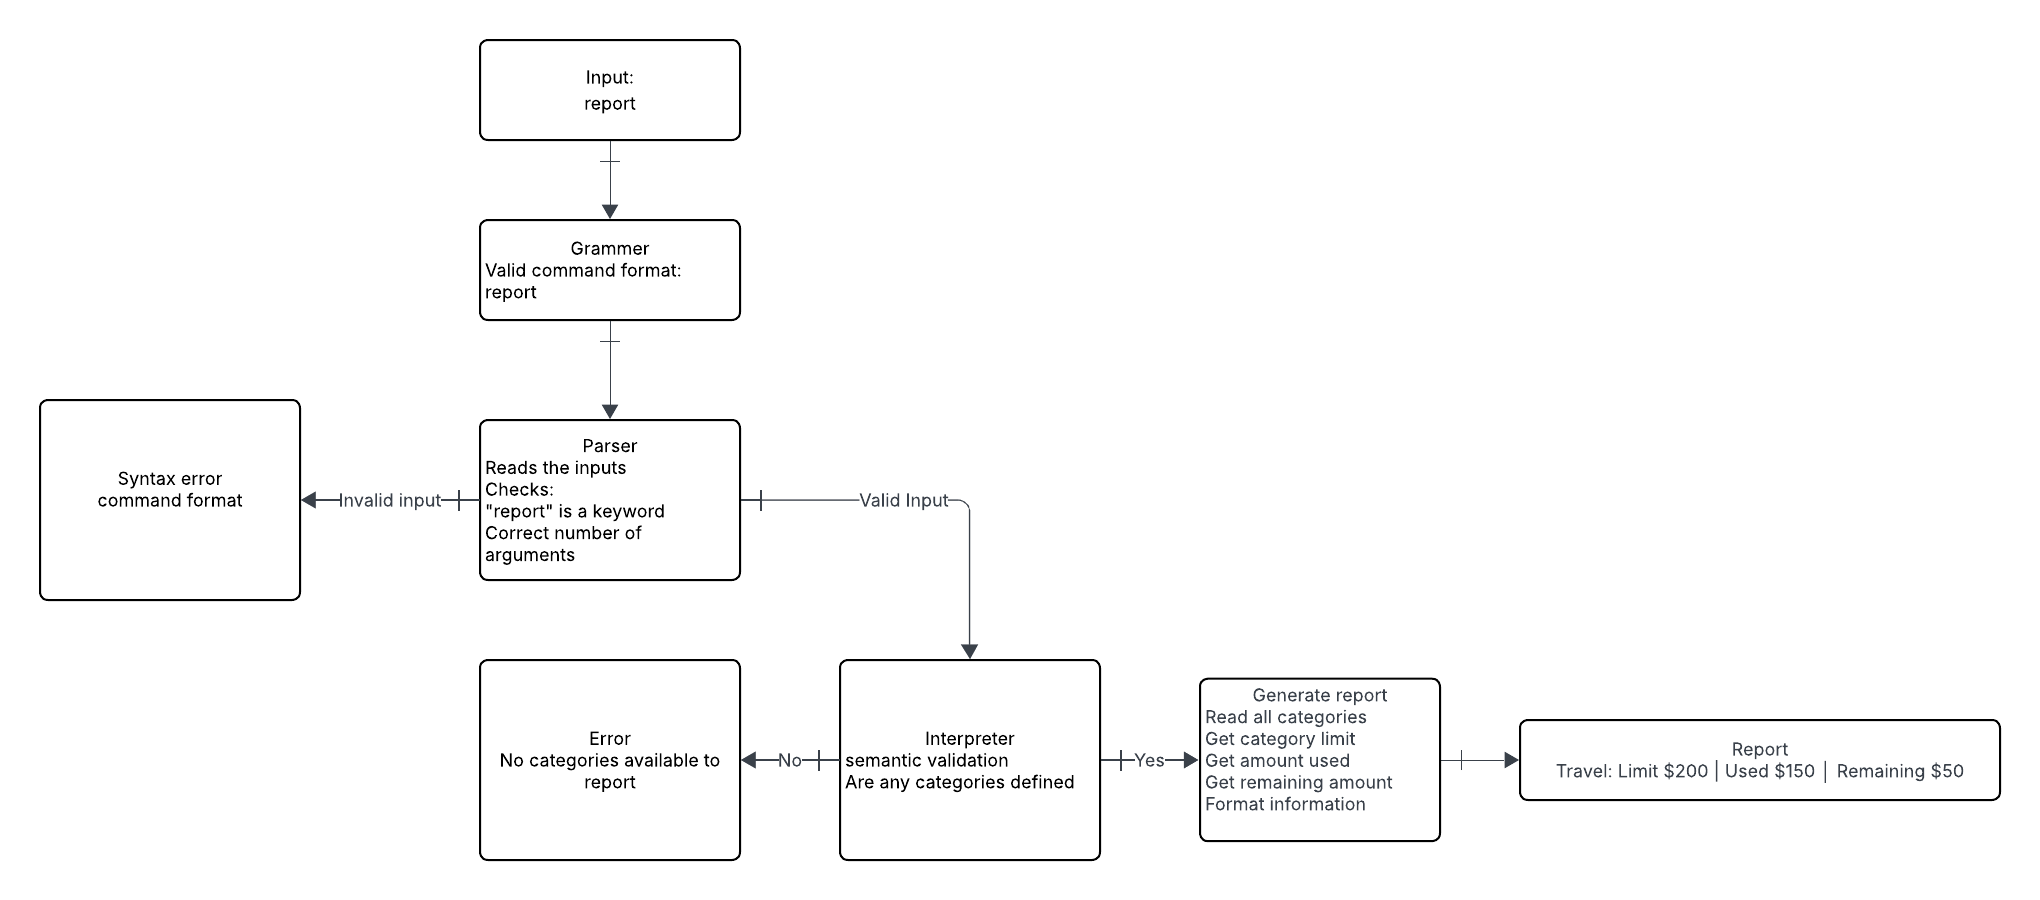 Input:
report
Grammer
Valid command format:
report
Syntax error
command format
Invalid input
Parser
Reads the inputs
Checks:
"report" is a keyword
Correct number of
arguments
Valid Input
Error
No categories available to
report
No
Interpreter
semantic validation
Are any categories defined
Yes
Generate report
Read all categories
Get category limit
Get amount used
Get remaining amount
Format information
Report
Travel: Limit $200 | Used $150 | Remaining $50